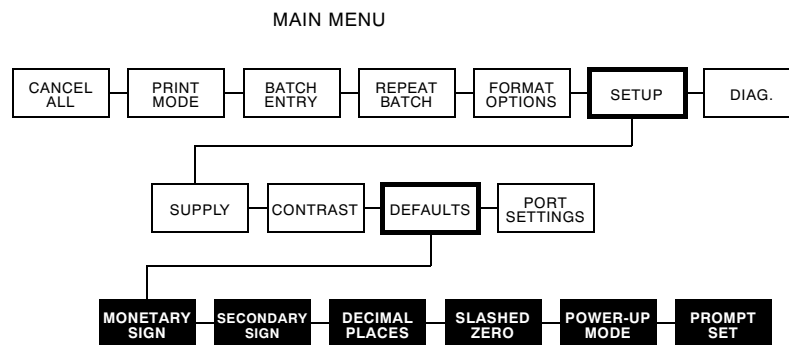 MAIN MENU
CANCEL ALL
PRINT MODE
BATCH ENTRY
REPEAT BATCH
FORMAT OPTIONS
SETUP
DIAG.
SUPPLY
CONTRAST
DEFAULTS
PORT SETTINGS
MONETARY SIGN
SECONDARY SIGN
DECIMAL PLACES
SLASHED ZERO
POWER-UP MODE
PROMPT SET